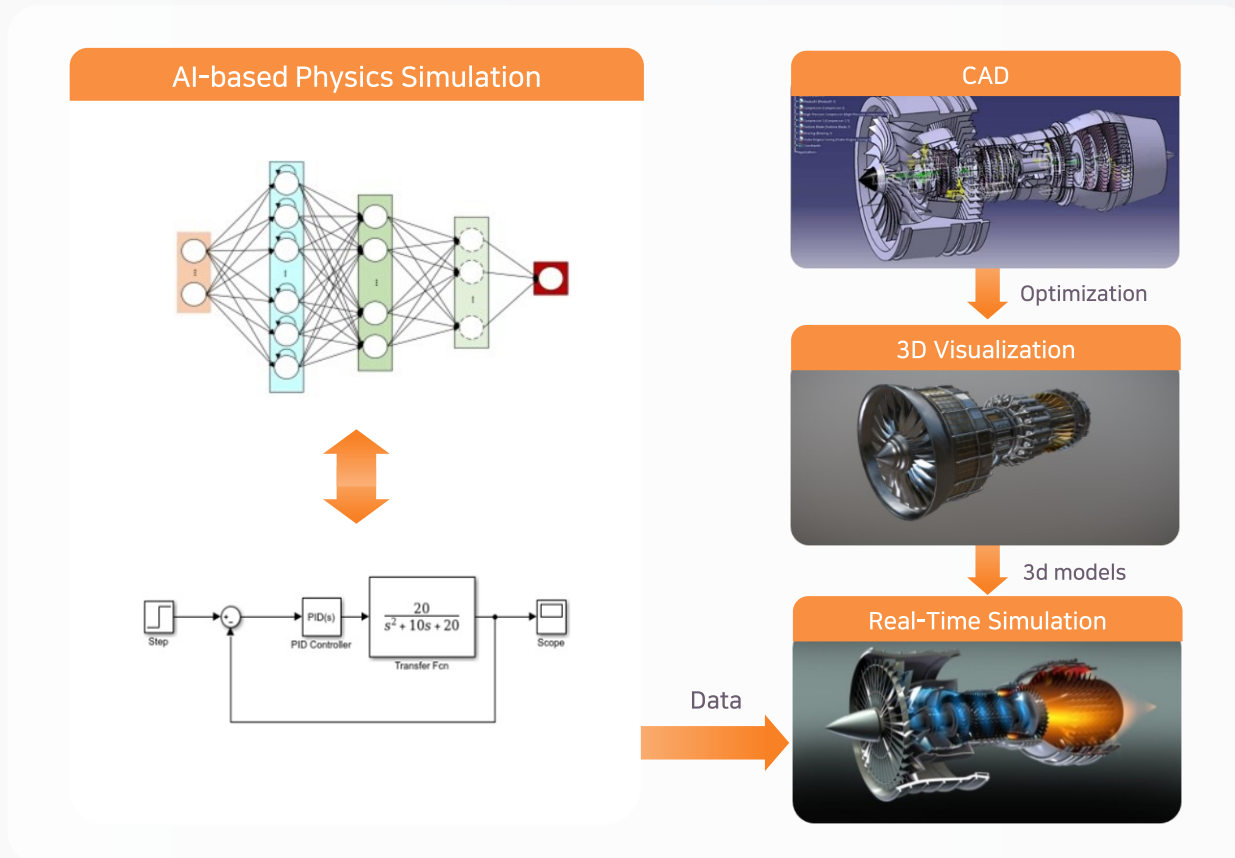 AI-based Physics Simulation
Step
+
-
PID(s)
PID Controller
20
s² + 10s + 20
Transfer Fcn
Scope
Data
CAD
Optimization
3D Visualization
3d models
Real-Time Simulation